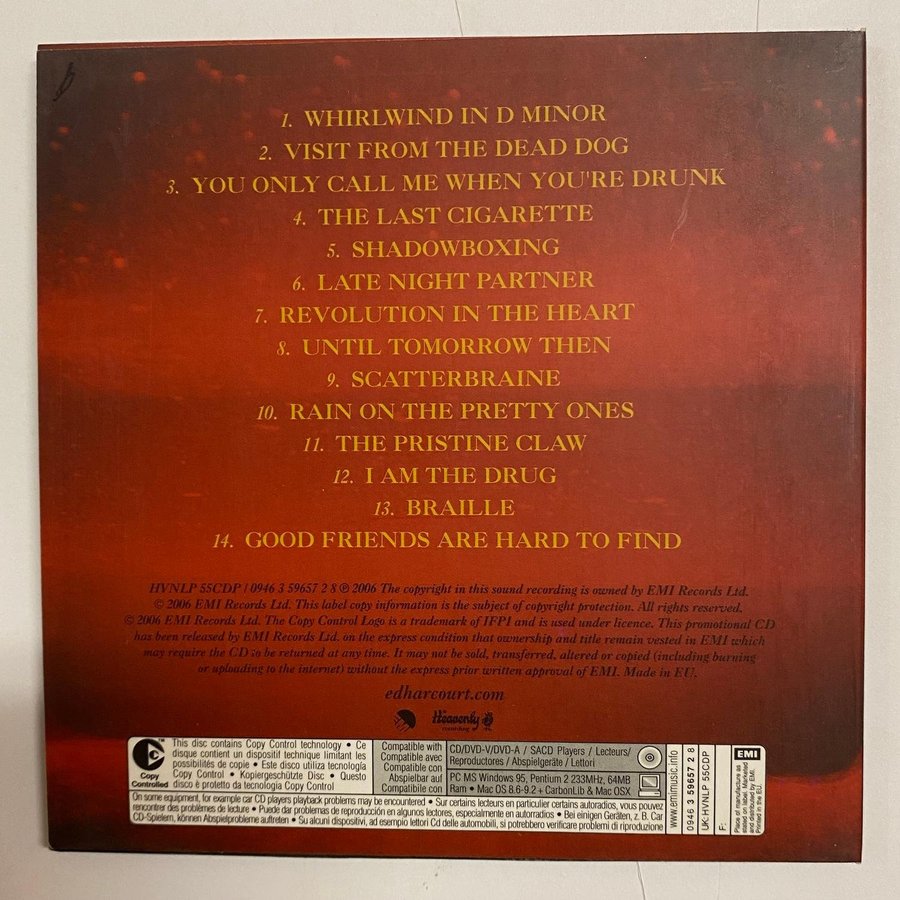 1. WHIRLWIND IN D MINOR
2. VISIT FROM THE DEAD DOG
3. YOU ONLY CALL ME WHEN YOU'RE DRUNK
4. THE LAST CIGARETTE
5. SHADOWBOXING
6. LATE NIGHT PARTNER
7. REVOLUTION IN THE HEART
8. UNTIL TOMORROW THEN
9. SCATTERBRAINE
10. RAIN ON THE PRETTY ONES
11. THE PRISTINE CLAW
12. I AM THE DRUG
13. BRAILLE
14. GOOD FRIENDS ARE HARD TO FIND
HVNLP 55CDP / 0946 3 59657 2 8 ℗ 2006 The copyright in this sound recording is owned by EMI Records Ltd.
© 2006 EMI Records Ltd. This label copy information is the subject of copyright protection. All rights reserved.
© 2006 EMI Records Ltd. The Copy Control Logo is a trademark of IFPI and is used under licence. This promotional CD
has been released by EMI Records Ltd. on the express condition that ownership and title remain vested in EMI which
may require the CD to be returned at any time. It may not be sold, transferred, altered or copied (including burning
or uploading to the internet) without the express prior written approval of EMI. Made in EU.
edharcourt.com
Heavenly
recordings
Copy
Controlled
This disc contains Copy Control technology • Ce
disque contient un dispositif technique limitant les
possibilités de copie • Este disco utiliza tecnología
Copy Control • Kopiergeschützte Disc • Questo
disco è protetto da tecnologia Copy Control
Compatible with
Compatible avec
Compatible con
Abspielbar auf
Compatibile con
CD/DVD-V/DVD-A / SACD Players / Lecteurs/
Reproductores / Abspielgeräte / Lettori
PC MS Windows 95, Pentium 2 233MHz, 64MB
Ram • Mac OS 8.6-9.2 + CarbonLib & Mac OSX
On some equipment, for example car CD players playback problems may be encountered • Sur certains lecteurs en particulier certains autoradios, vous pouvez
rencontrer des problèmes de lecture • Puede dar problemas de reproducción en algunos lectores, especialmente en autoradios • Bei einigen Geräten, z. B. Car
CD-Spielern, können Abspielprobleme auftreten • Su alcuni dispositivi, ad esempio lettori Cd delle automobili, si potrebbero verificare problemi di riproduzione
www.emimusic.info
0946 3 59657 2 8
UK:HVNLP 55CDP
F:
EMI
Place of manufacture as
stated on label. Marketed
and distributed by EMI.
Printed in the EU.